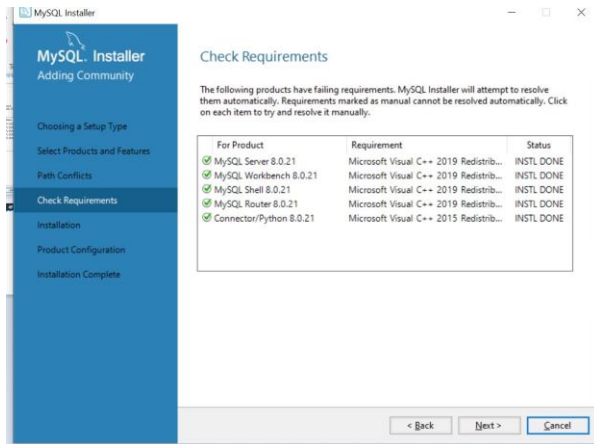 MySQL Installer
MySQL. Installer
Adding Community
Choosing a Setup Type
Select Products and Features
Path Conflicts
Check Requirements
Installation
Product Configuration
Installation Complete
Check Requirements
The following products have failing requirements. MySQL Installer will attempt to resolve
them automatically. Requirements marked as manual cannot be resolved automatically. Click
on each item to try and resolve it manually.
For Product Requirement Status
MySQL Server 8.0.21 Microsoft Visual C++ 2019 Redistrib... INSTL DONE
MySQL Workbench 8.0.21 Microsoft Visual C++ 2019 Redistrib... INSTL DONE
MySQL Shell 8.0.21 Microsoft Visual C++ 2019 Redistrib... INSTL DONE
MySQL Router 8.0.21 Microsoft Visual C++ 2019 Redistrib... INSTL DONE
Connector/Python 8.0.21 Microsoft Visual C++ 2015 Redistrib... INSTL DONE
< Back Next > Cancel